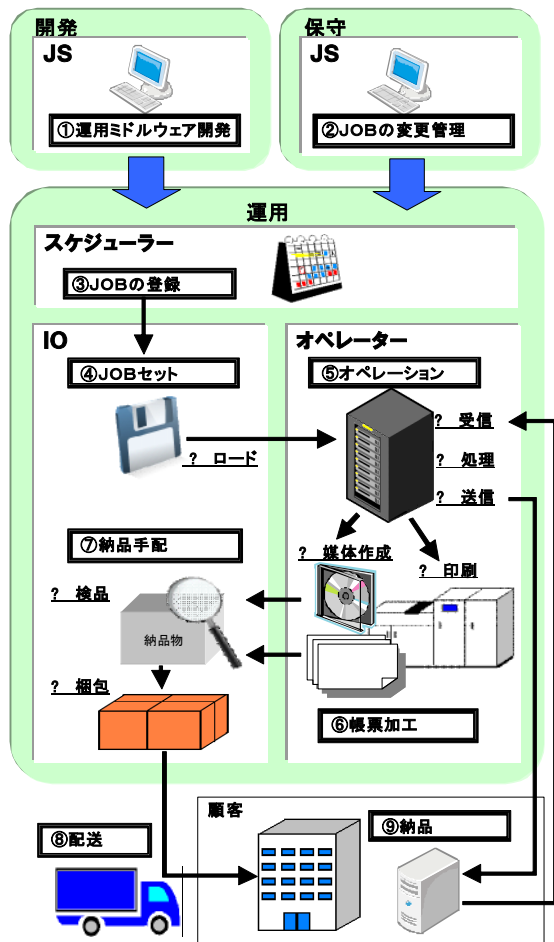 開発
JS
①運用ミドルウェア開発
保守
JS
②JOBの変更管理
運用
スケジューラー
③JOBの登録
IO
④JOBセット
? ロード
オペレーター
⑤オペレーション
? 受信
? 処理
? 送信
? 媒体作成
? 印刷
⑥帳票加工
⑦納品手配
? 検品
納品物
? 梱包
⑧配送
顧客
⑨納品